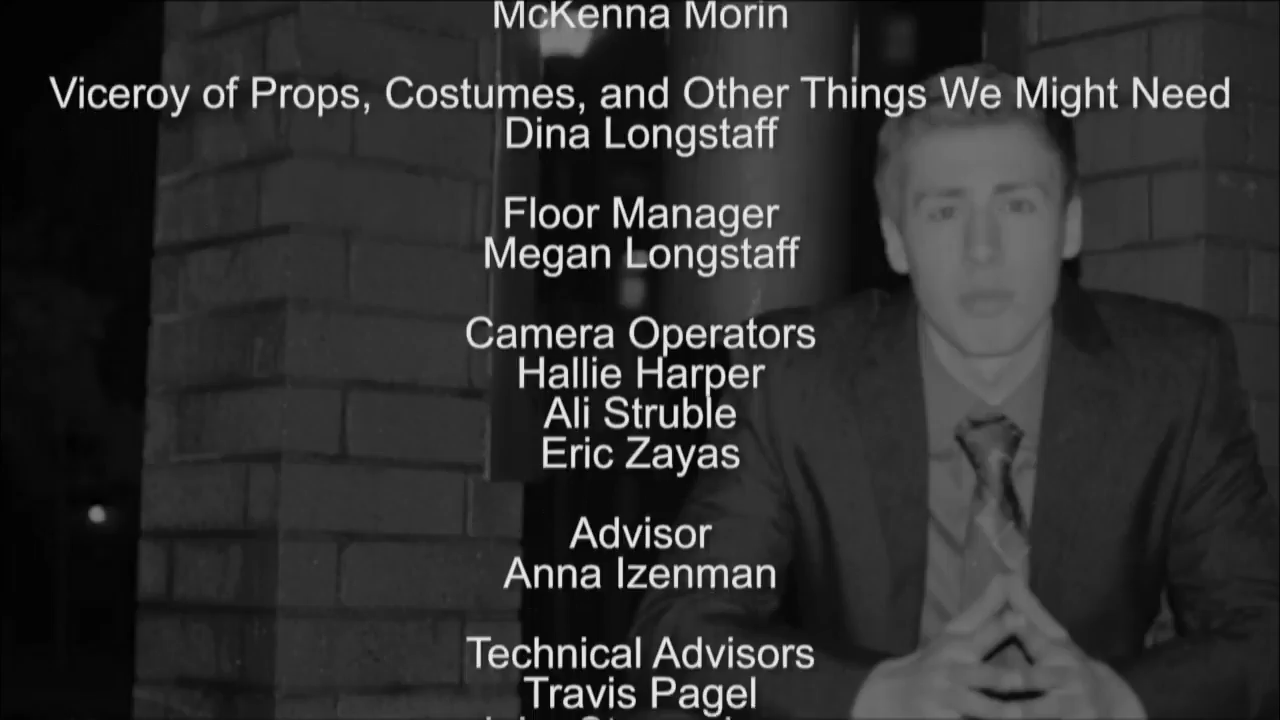 McKenna Morin
Viceroy of Props, Costumes, and Other Things We Might Need
Dina Longstaff
Floor Manager
Megan Longstaff
Camera Operators
Hallie Harper
Ali Struble
Eric Zayas
Advisor
Anna Izenman
Technical Advisors
Travis Pagel